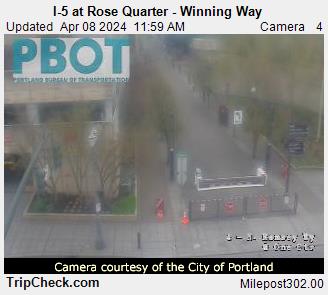 I-5 at Rose Quarter - Winning Way
Updated Apr 08 2024 11:59 AM Camera 4
PBOT
PORTLAND BUREAU OF TRANSPORTATION
Camera courtesy of the City of Portland
TripCheck.com Milepost302.00